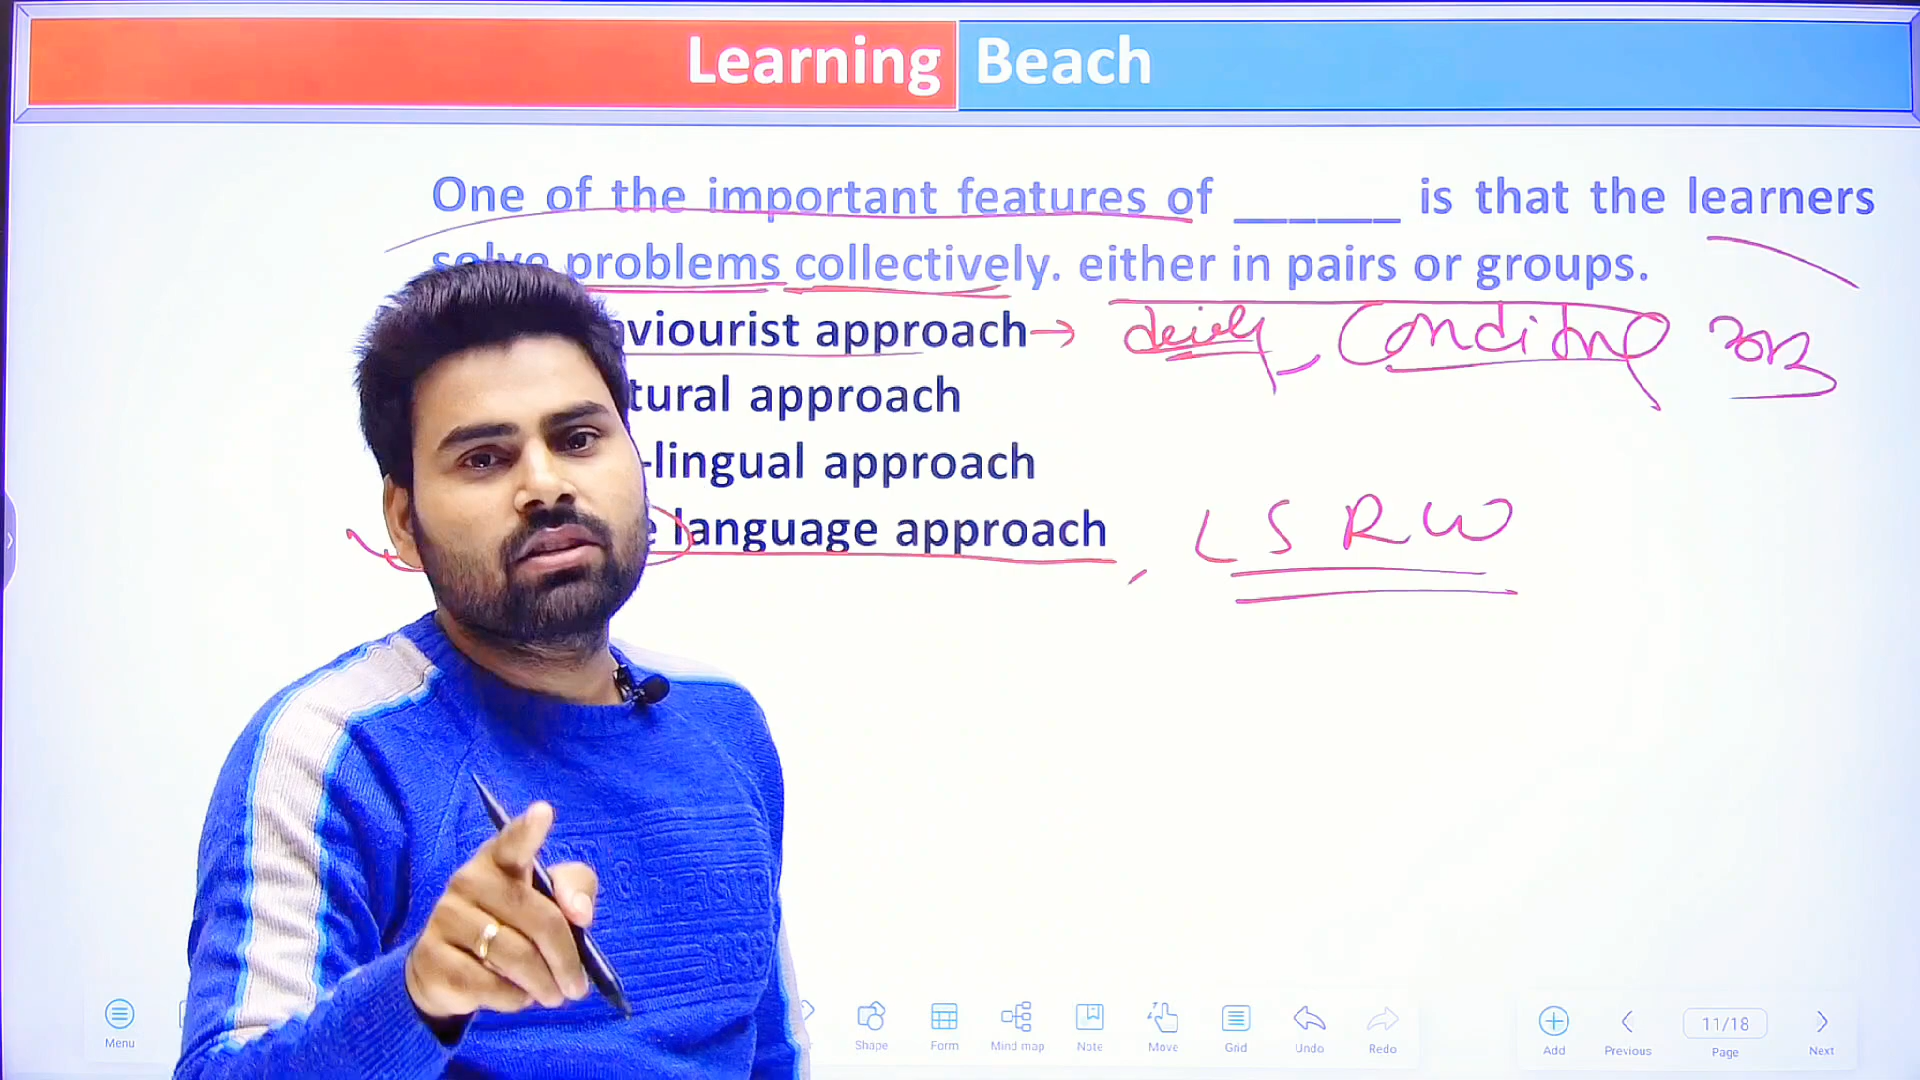 Learning Beach
One of the important features of ______ is that the learners
solve problems collectively. either in pairs or groups.
aviourist approach →
tural approach
-lingual approach
e language approach, L S R W
Menu
Shape
Form
Mind map
Note
Move
Grid
Undo
Redo
Add
Previous
11/18
Page
Next